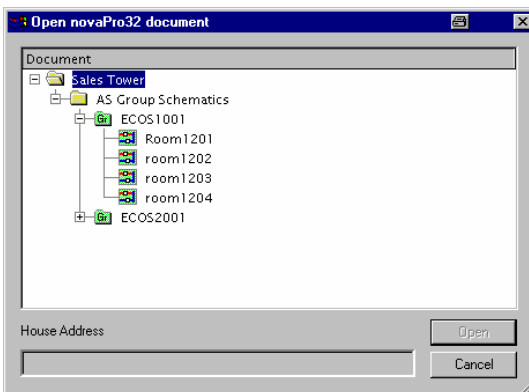 Open novaPro32 document
Document
Sales Tower
AS Group Schematics
Gr ECOS1001
Room1201
room1202
room1203
room1204
Gr ECOS2001
House Address
Open
Cancel